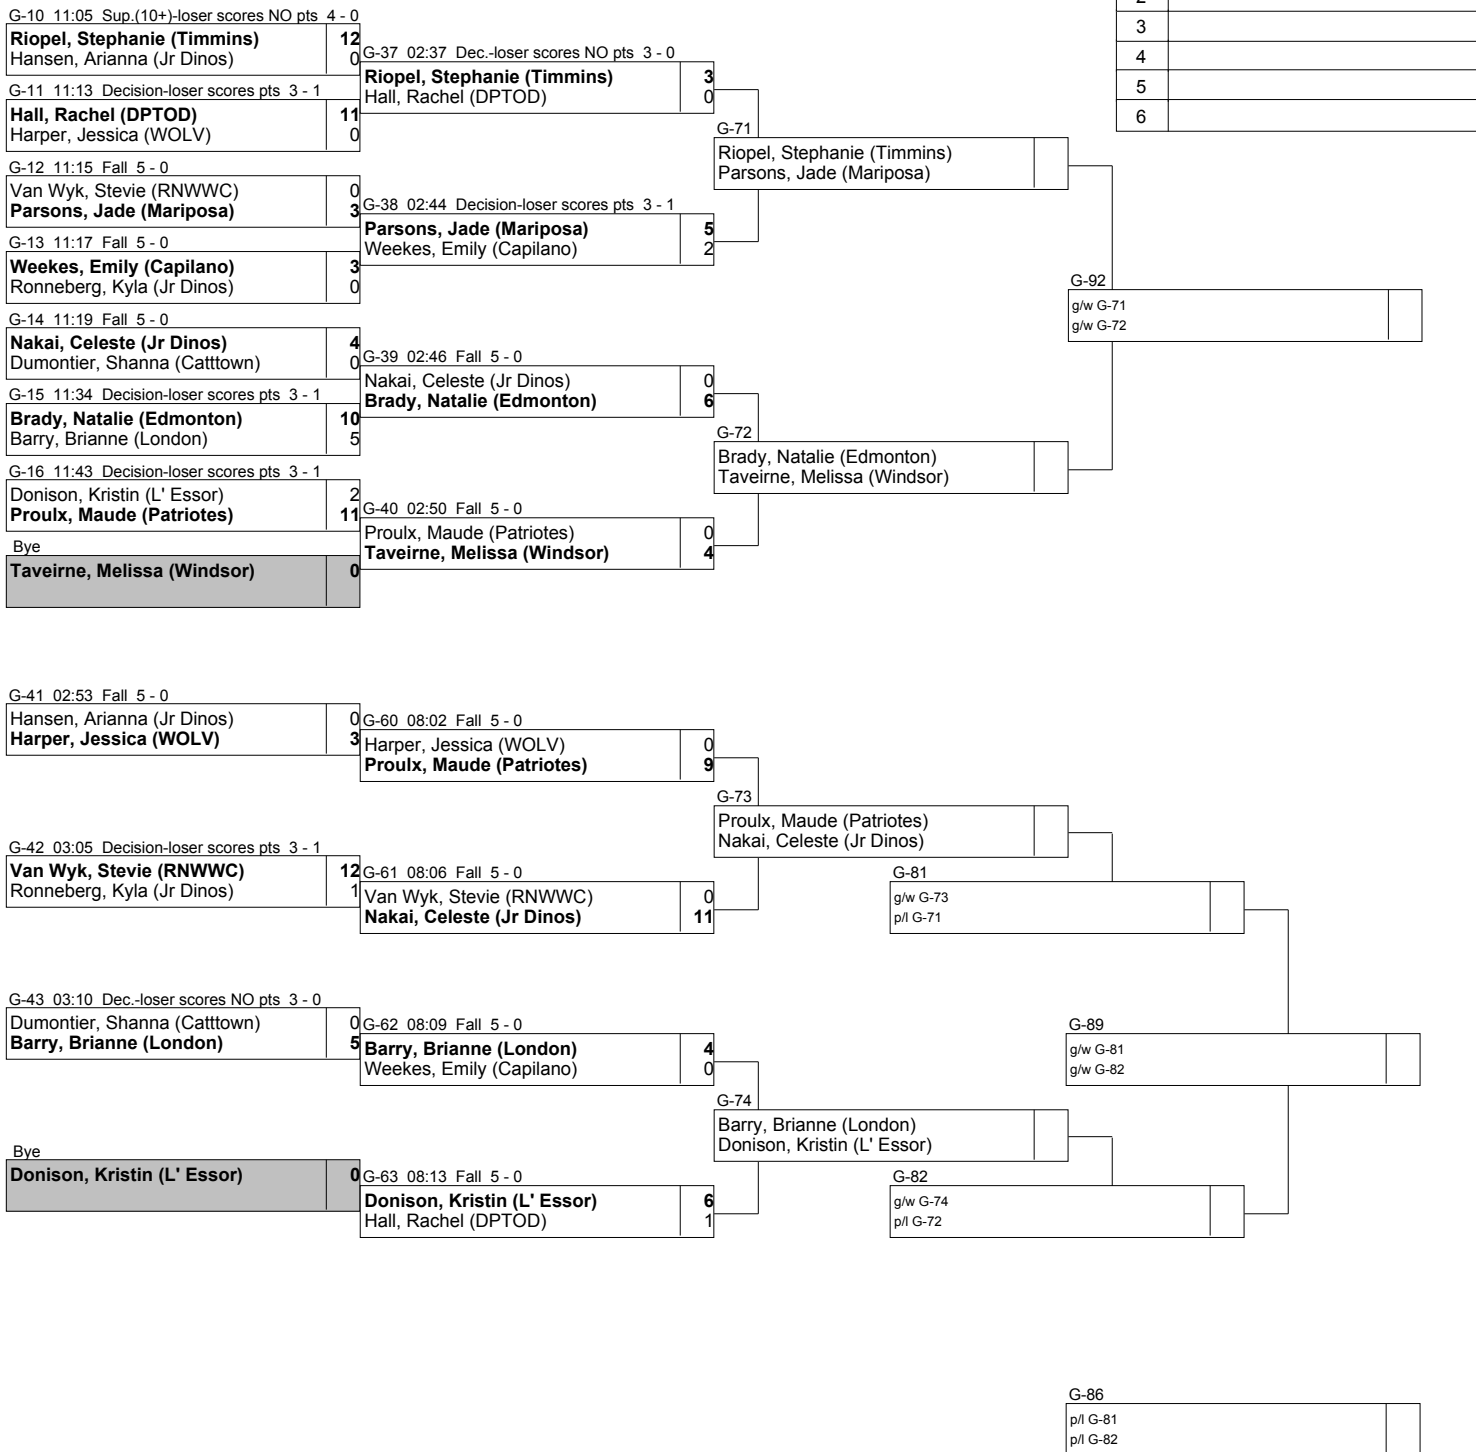 2
3
4
5
6
G-10 11:05 Sup.(10+)-loser scores NO pts 4 - 0
Riopel, Stephanie (Timmins) 12
Hansen, Arianna (Jr Dinos) 0
G-11 11:13 Decision-loser scores pts 3 - 1
Hall, Rachel (DPTOD) 11
Harper, Jessica (WOLV) 0
G-12 11:15 Fall 5 - 0
Van Wyk, Stevie (RNWWC) 0
Parsons, Jade (Mariposa) 3
G-13 11:17 Fall 5 - 0
Weekes, Emily (Capilano) 3
Ronneberg, Kyla (Jr Dinos) 0
G-14 11:19 Fall 5 - 0
Nakai, Celeste (Jr Dinos) 4
Dumontier, Shanna (Catttown) 0
G-15 11:34 Decision-loser scores pts 3 - 1
Brady, Natalie (Edmonton) 10
Barry, Brianne (London) 5
G-16 11:43 Decision-loser scores pts 3 - 1
Donison, Kristin (L' Essor) 2
Proulx, Maude (Patriotes) 11
Bye
Taveirne, Melissa (Windsor) 0
G-37 02:37 Dec.-loser scores NO pts 3 - 0
Riopel, Stephanie (Timmins) 3
Hall, Rachel (DPTOD) 0
G-38 02:44 Decision-loser scores pts 3 - 1
Parsons, Jade (Mariposa) 5
Weekes, Emily (Capilano) 2
G-39 02:46 Fall 5 - 0
Nakai, Celeste (Jr Dinos) 0
Brady, Natalie (Edmonton) 6
G-40 02:50 Fall 5 - 0
Proulx, Maude (Patriotes) 0
Taveirne, Melissa (Windsor) 4
G-71
Riopel, Stephanie (Timmins)
Parsons, Jade (Mariposa)
G-72
Brady, Natalie (Edmonton)
Taveirne, Melissa (Windsor)
G-92
g/w G-71
g/w G-72
G-41 02:53 Fall 5 - 0
Hansen, Arianna (Jr Dinos) 0
Harper, Jessica (WOLV) 3
G-42 03:05 Decision-loser scores pts 3 - 1
Van Wyk, Stevie (RNWWC) 12
Ronneberg, Kyla (Jr Dinos) 1
G-43 03:10 Dec.-loser scores NO pts 3 - 0
Dumontier, Shanna (Catttown) 0
Barry, Brianne (London) 5
Bye
Donison, Kristin (L' Essor) 0
G-60 08:02 Fall 5 - 0
Harper, Jessica (WOLV) 0
Proulx, Maude (Patriotes) 9
G-61 08:06 Fall 5 - 0
Van Wyk, Stevie (RNWWC) 0
Nakai, Celeste (Jr Dinos) 11
G-62 08:09 Fall 5 - 0
Barry, Brianne (London) 4
Weekes, Emily (Capilano) 0
G-63 08:13 Fall 5 - 0
Donison, Kristin (L' Essor) 6
Hall, Rachel (DPTOD) 1
G-73
Proulx, Maude (Patriotes)
Nakai, Celeste (Jr Dinos)
G-74
Barry, Brianne (London)
Donison, Kristin (L' Essor)
G-81
g/w G-73
p/l G-71
G-82
g/w G-74
p/l G-72
G-89
g/w G-81
g/w G-82
G-86
p/l G-81
p/l G-82